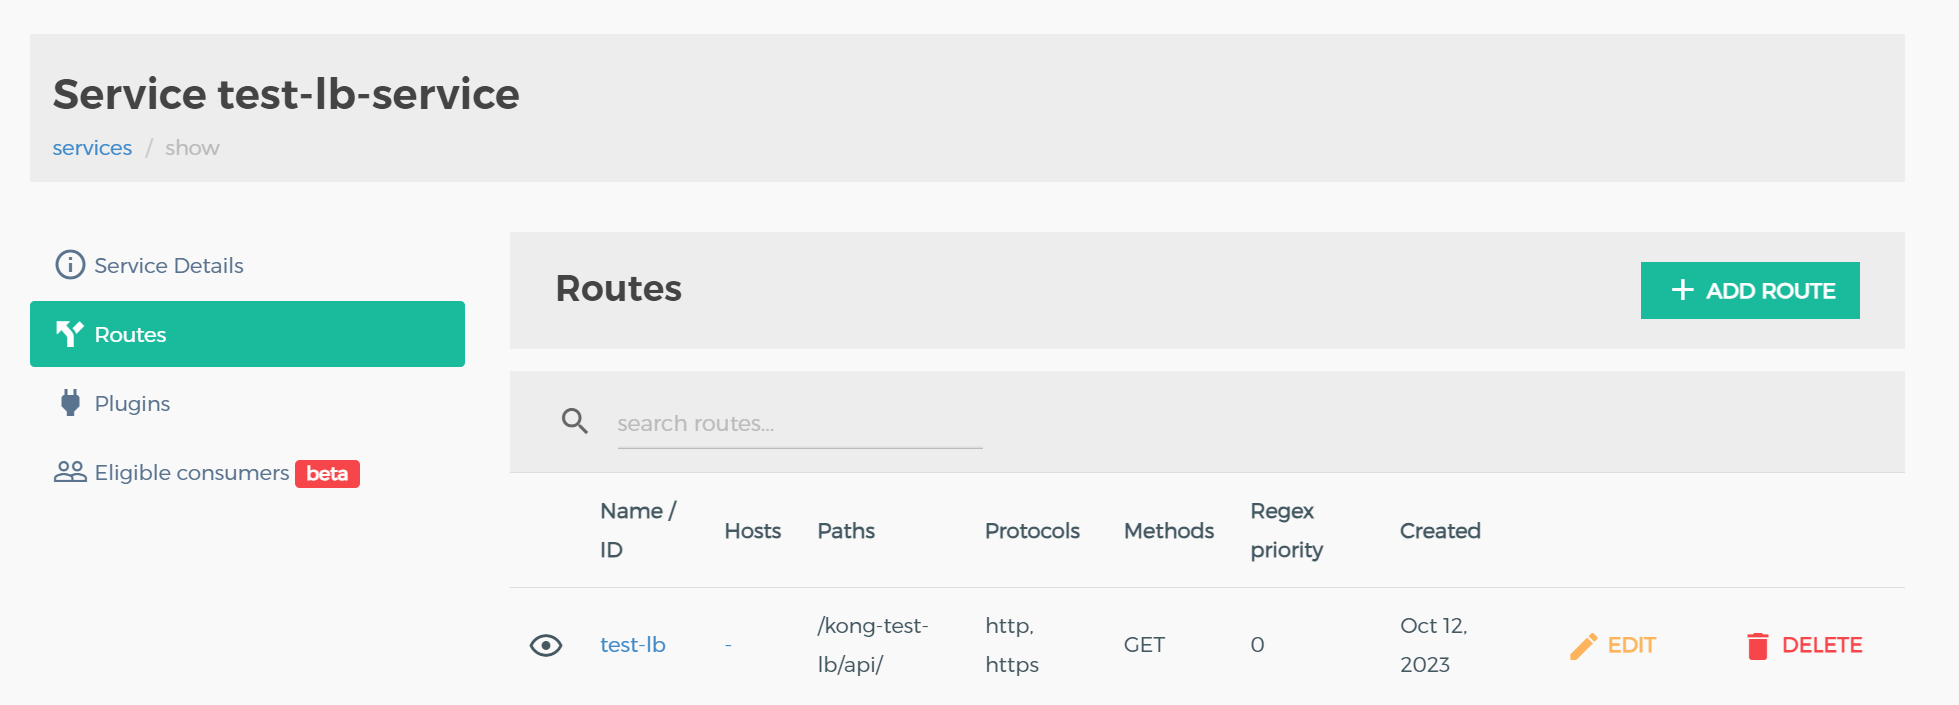 Service test-lb-service
services / show
Service Details
Routes
Plugins
Eligible consumers beta
Routes
ADD ROUTE
search routes...
Name / ID
Hosts
Paths
Protocols
Methods
Regex priority
Created
test-lb
-
/kong-test-
lb/api/
http,
https
GET
0
Oct 12,
2023
EDIT
DELETE